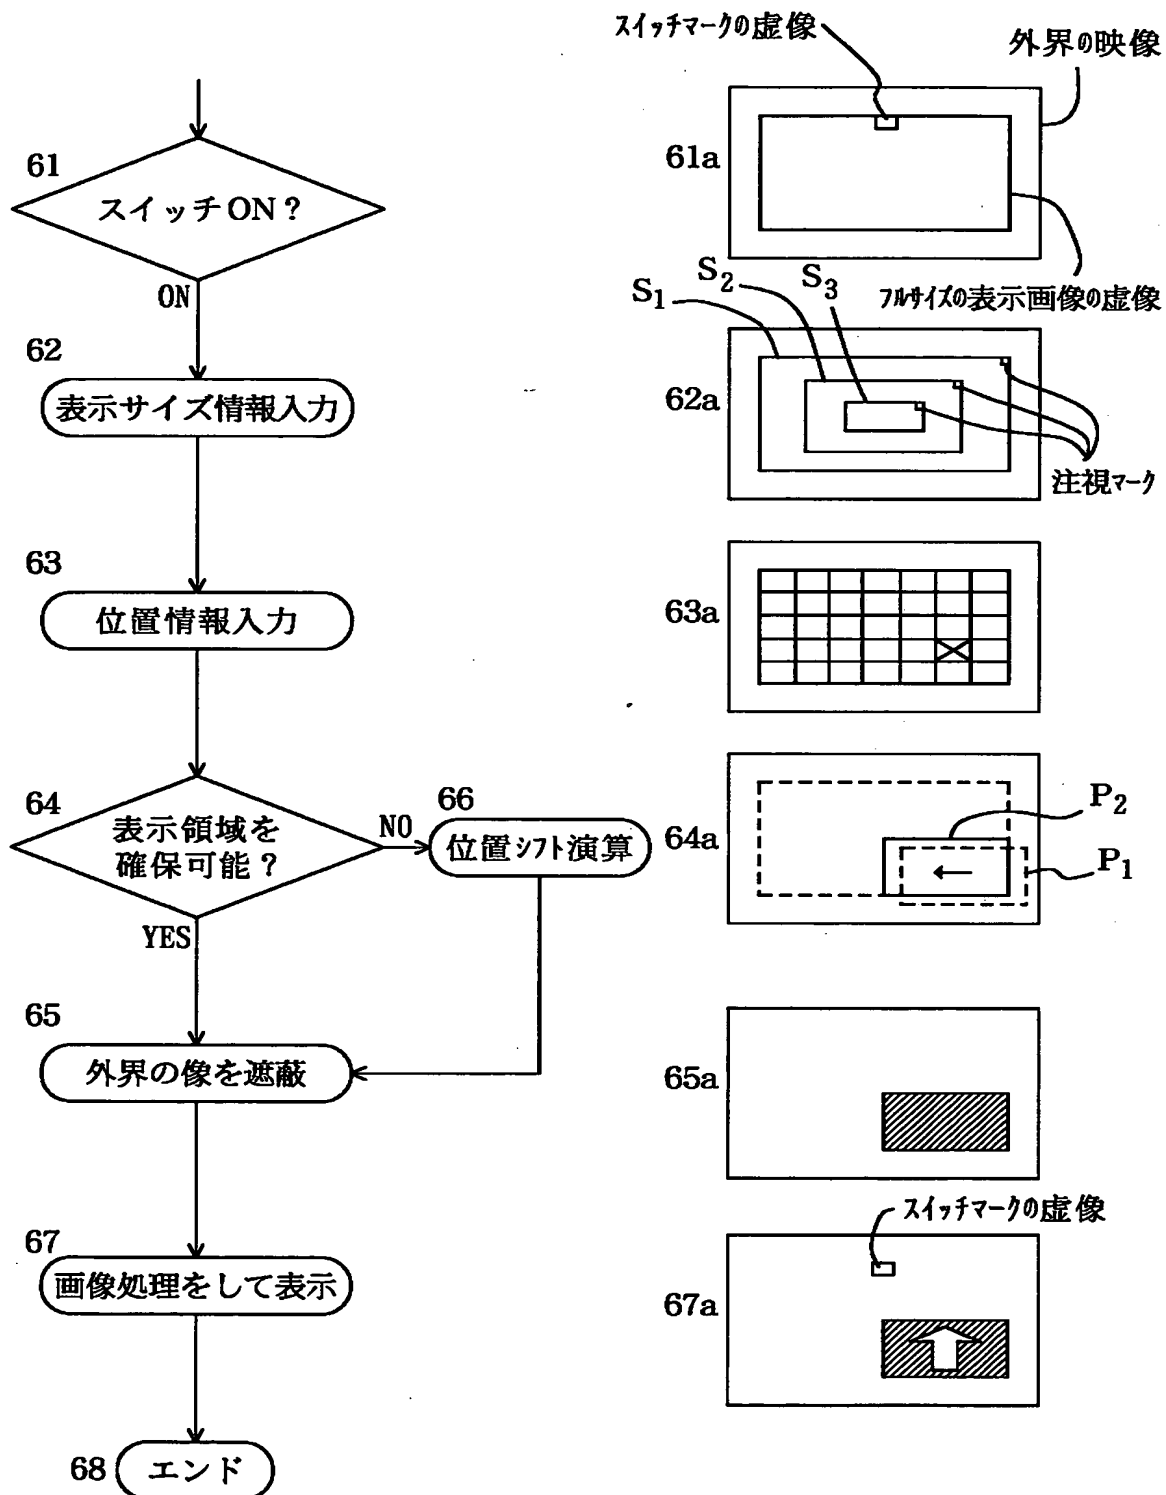 61
スイッチON？
ON
62
表示サイズ情報入力
63
位置情報入力
64
表示領域を
確保可能？
NO
66
位置シフト演算
YES
65
外界の像を遮蔽
67
画像処理をして表示
68
エンド
スイッチマークの虚像
外界の映像
61a
フルサイズの表示画像の虚像
S1
S2
S3
62a
注視マーク
63a
64a
P2
P1
65a
スイッチマークの虚像
67a